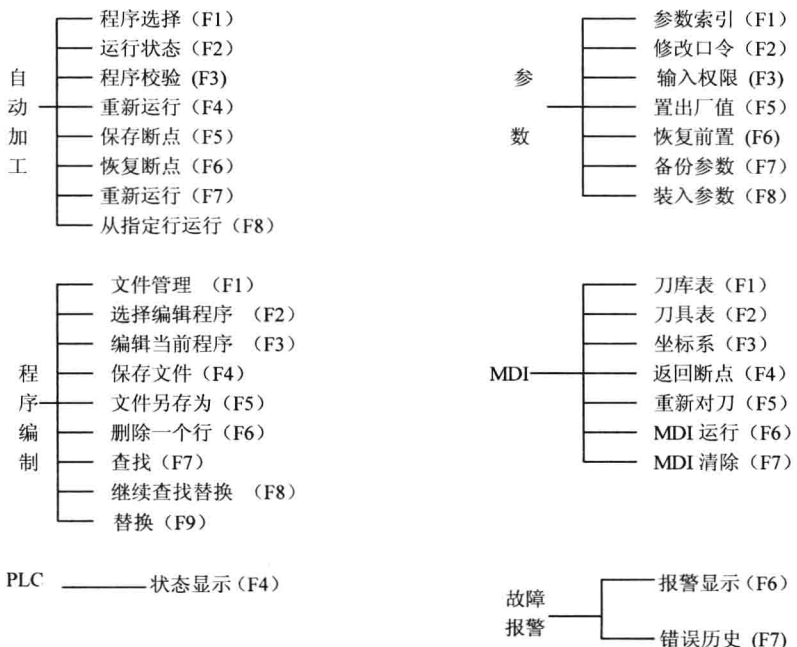 自动加工
程序选择（F1）
运行状态（F2）
程序校验 (F3)
重新运行（F4）
保存断点（F5）
恢复断点（F6）
重新运行（F7）
从指定行运行（F8）
参数
参数索引（F1）
修改口令（F2）
输入权限 (F3)
置出厂值（F5）
恢复前置 (F6)
备份参数（F7）
装入参数（F8）
程序编制
文件管理 （F1）
选择编辑程序 （F2）
编辑当前程序 （F3）
保存文件（F4）
文件另存为（F5）
删除一个行（F6）
查找（F7）
继续查找替换 （F8）
替换（F9）
MDI
刀库表（F1）
刀具表（F2）
坐标系（F3）
返回断点（F4）
重新对刀（F5）
MDI 运行（F6）
MDI 清除（F7）
PLC
状态显示（F4）
故障
报警
报警显示（F6）
错误历史 (F7)